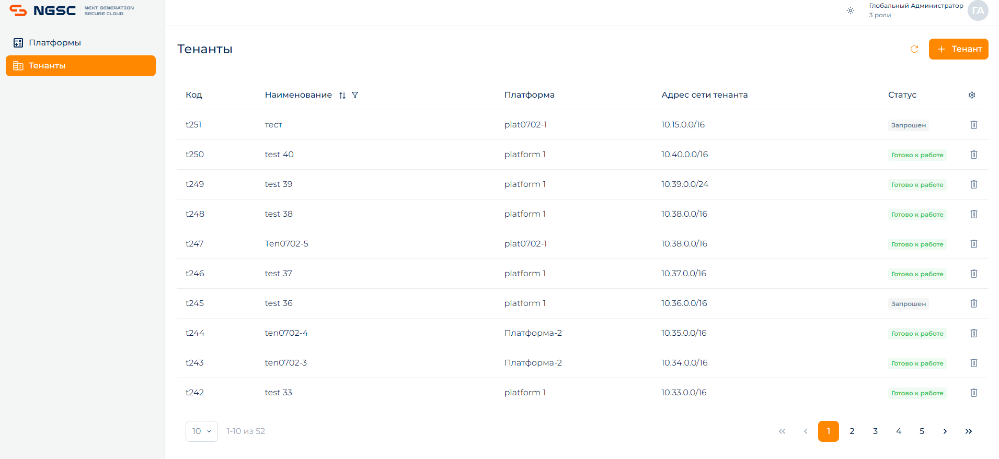 NGSC
NEXT GENERATION
SECURE CLOUD
Глобальный Администратор
3 роли
ГА
Платформы
Тенанты
Тенанты
Тенант
Код Наименование Платформа Адрес сети тенанта Статус
t251 тест plat0702-1 10.15.0.0/16 Запрошен
t250 test 40 platform 1 10.40.0.0/16 Готово к работе
t249 test 39 platform 1 10.39.0.0/24 Готово к работе
t248 test 38 platform 1 10.38.0.0/16 Готово к работе
t247 Ten0702-5 plat0702-1 10.38.0.0/16 Готово к работе
t246 test 37 platform 1 10.37.0.0/16 Готово к работе
t245 test 36 platform 1 10.36.0.0/16 Запрошен
t244 ten0702-4 Платформа-2 10.35.0.0/16 Готово к работе
t243 ten0702-3 Платформа-2 10.34.0.0/16 Готово к работе
t242 test 33 platform 1 10.33.0.0/16 Готово к работе
10 1-10 из 52 1 2 3 4 5